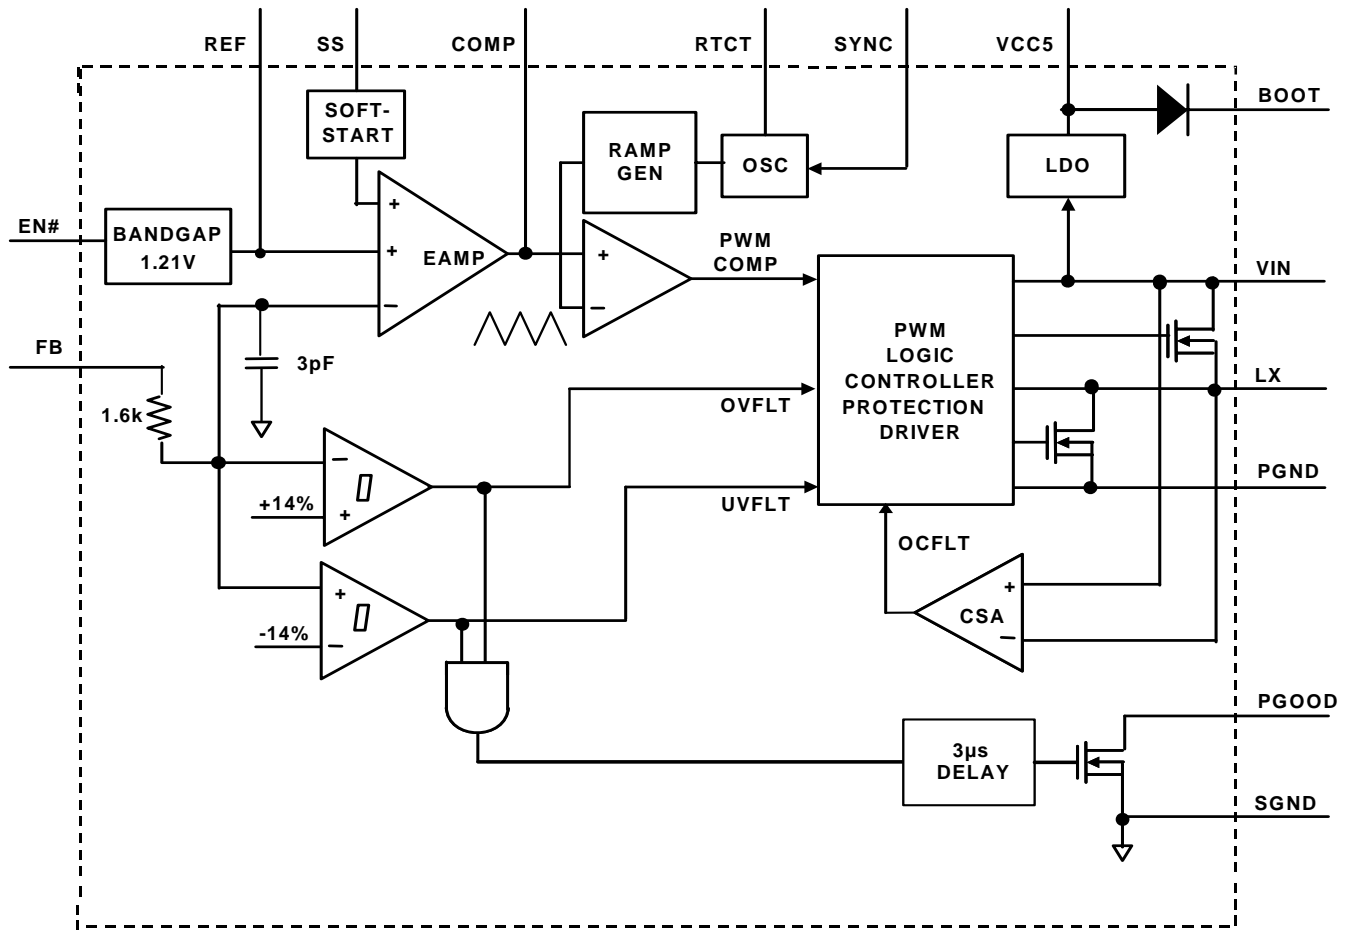 REF
SS
COMP
RTCT
SYNC
VCC5
BOOT
SOFT-
START
RAMP
GEN
OSC
LDO
EN#
BANDGAP
1.21V
+
+
EAMP
−
+
−
PWM
COMP
VIN
FB
3pF
PWM
LOGIC
CONTROLLER
PROTECTION
DRIVER
LX
1.6k
OVFLT
−
+14%
+
UVFLT
PGND
OCFLT
+
CSA
−
+
-14%
−
PGOOD
3µs
DELAY
SGND